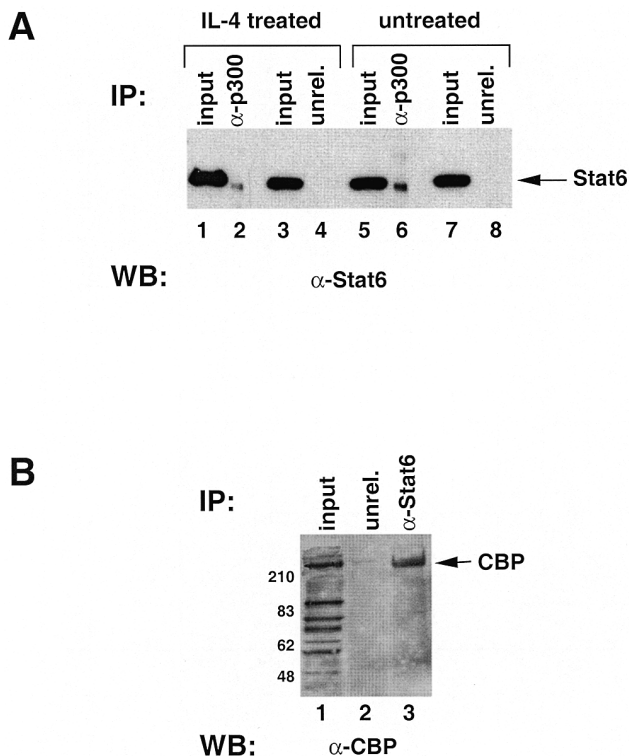 A
IL-4 treated untreated
IP: input α-p300 input unrel. input α-p300 input unrel.
Stat6
1 2 3 4 5 6 7 8
WB: α-Stat6
B
IP: input unrel. α-Stat6
CBP
210
83
62
48
1 2 3
WB: α-CBP